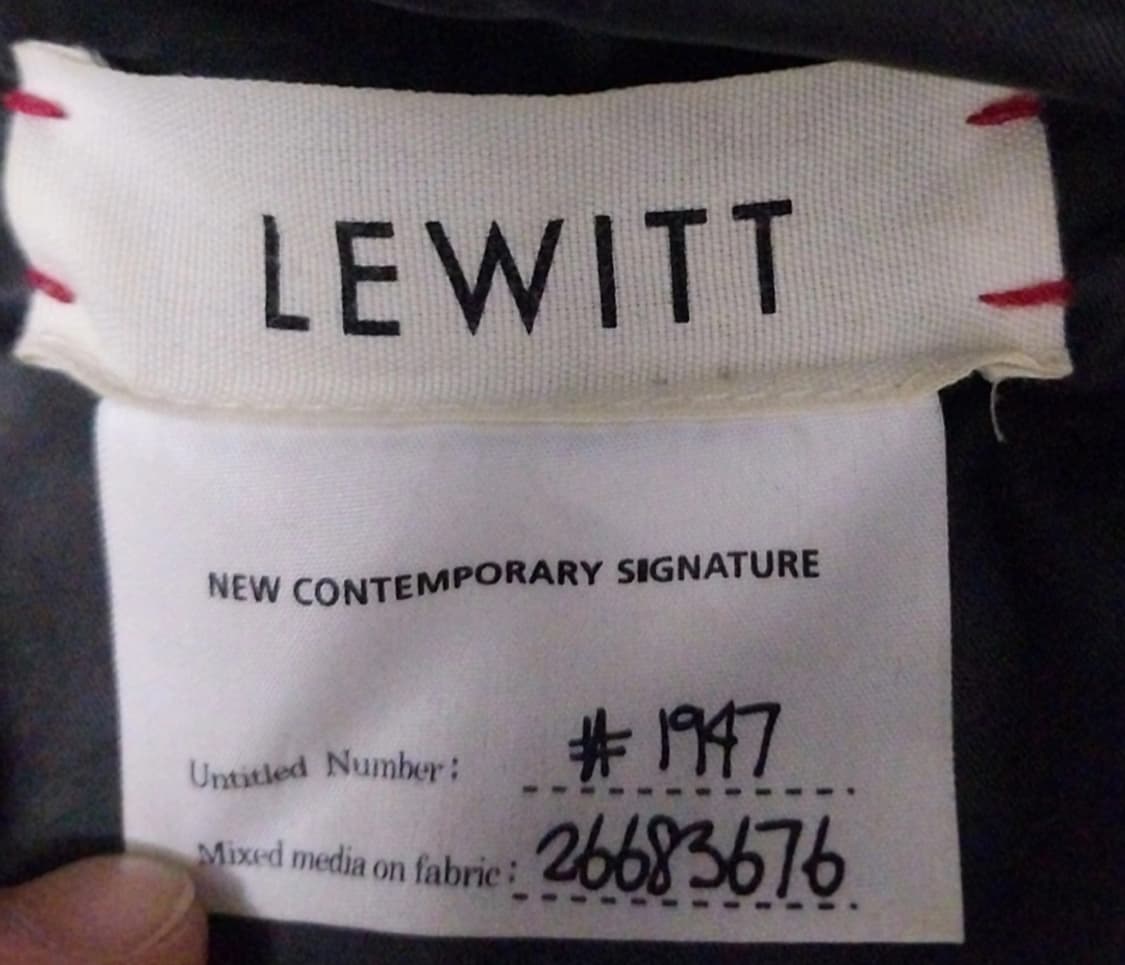 LEWITT
NEW CONTEMPORARY SIGNATURE
Untitled Number: # 1947
Mixed media on fabric: 26683676